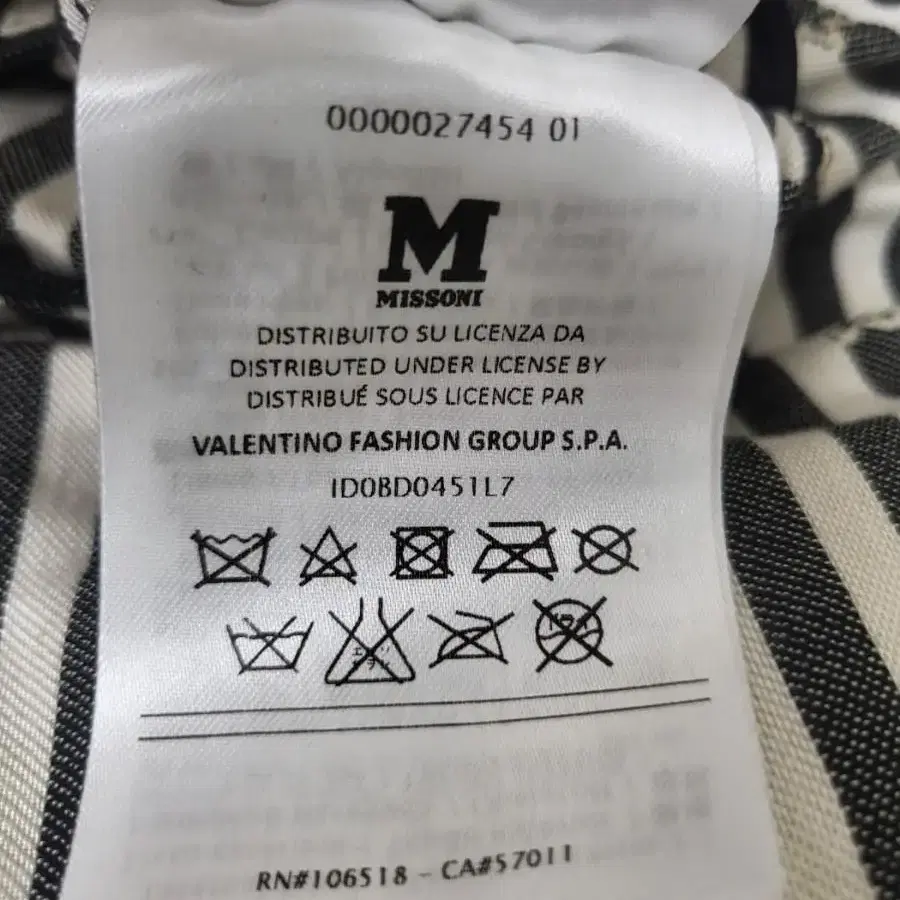 0000027454 01
M
MISSONI
DISTRIBUITO SU LICENZA DA
DISTRIBUTED UNDER LICENSE BY
DISTRIBUÉ SOUS LICENCE PAR
VALENTINO FASHION GROUP S.P.A.
ID0BD0451L7
RN#106518 - CA#57011